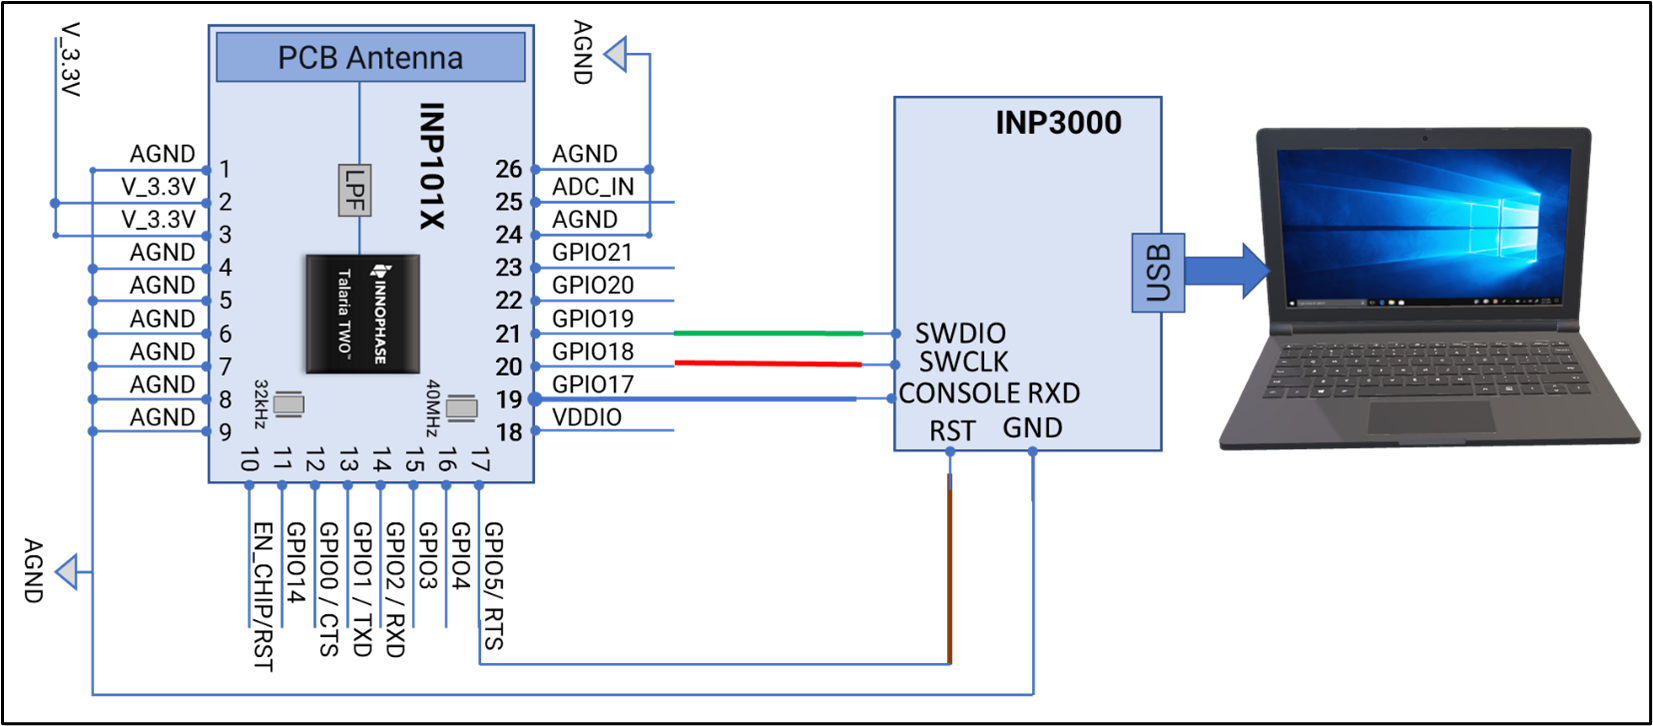 V_3.3V
PCB Antenna
AGND
INP101X
LPF
INNOPHASE
Talaria TWO™
32kHz
40MHz
AGND 1
V_3.3V 2
V_3.3V 3
AGND 4
AGND 5
AGND 6
AGND 7
AGND 8
AGND 9
26 AGND
25 ADC_IN
24 AGND
23 GPIO21
22 GPIO20
21 GPIO19
20 GPIO18
19 GPIO17
18 VDDIO
10 11 12 13 14 15 16 17
EN_CHIP/RST
GPIO14
GPIO0 / CTS
GPIO1 / TXD
GPIO2 / RXD
GPIO3
GPIO4
GPIO5/ RTS
AGND
INP3000
USB
SWDIO
SWCLK
CONSOLE RXD
RST GND